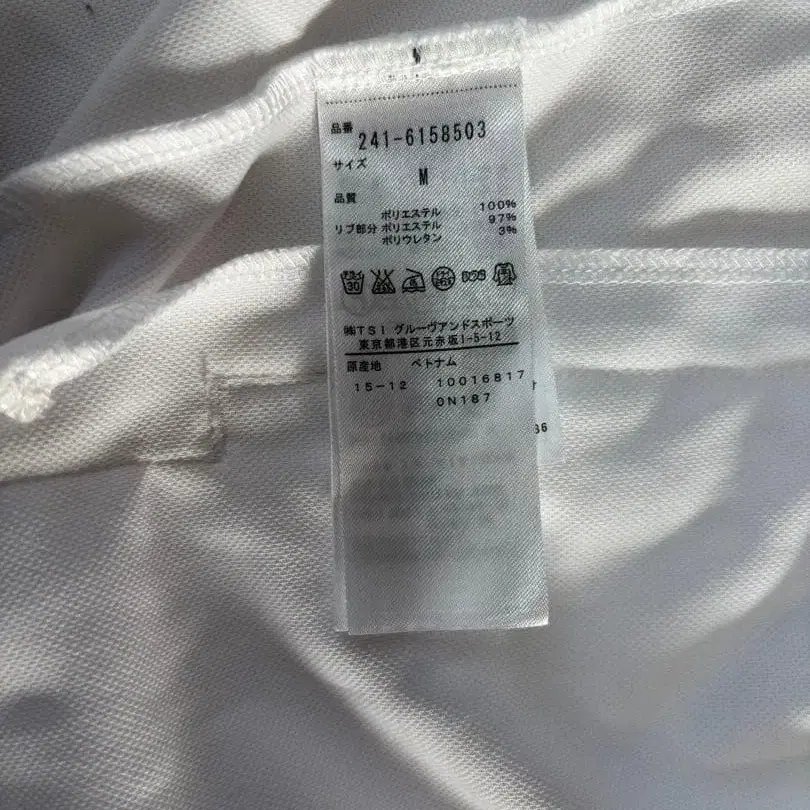 品番
241-6158503
サイズ
M
品質
ポリエステル 100%
リブ部分 ポリエステル 97%
ポリウレタン 3%
30
㈱TSI グルーヴアンドスポーツ
東京都港区元赤坂1-5-12
原産地 ベトナム
15-12 10016817
0N187
36